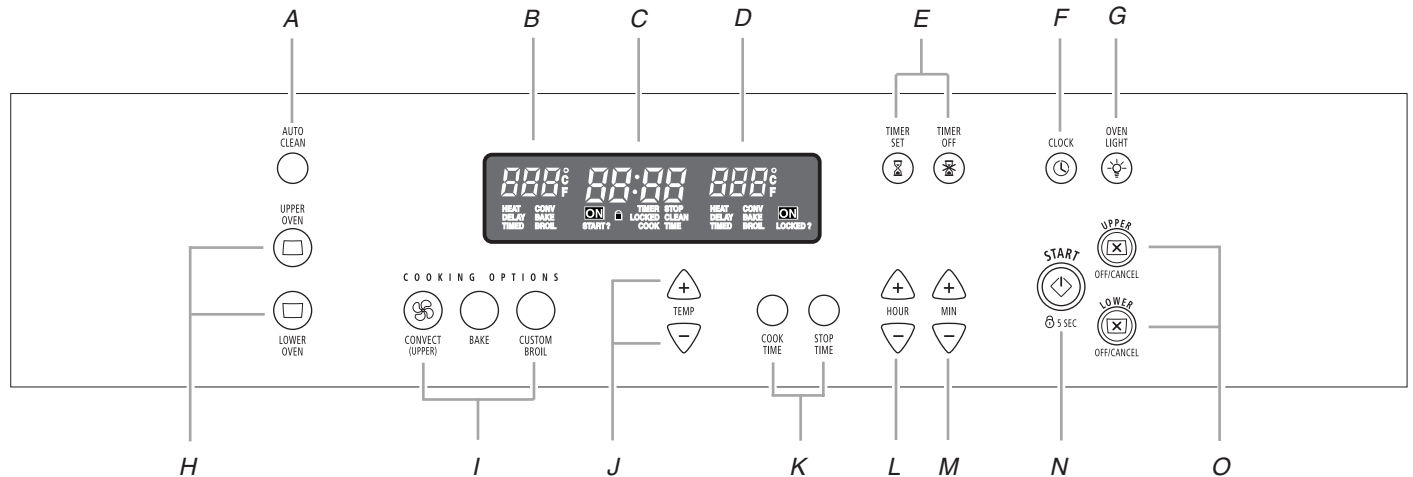 A B C D E F G
AUTO
CLEAN
TIMER
SET
TIMER
OFF
CLOCK
OVEN
LIGHT
888°C F 88:88 888°C F
HEAT CONV TIMER STOP HEAT CONV
DELAY BAKE ON LOCKED CLEAN DELAY BAKE ON
TIMED BROIL START? COOK TIME TIMED BROIL LOCKED?
UPPER
OVEN
LOWER
OVEN
COOKING OPTIONS
CONVECT
(UPPER)
BAKE
CUSTOM
BROIL
+
TEMP
−
COOK
TIME
STOP
TIME
+
HOUR
−
+
MIN
−
START
5 SEC
UPPER
OFF/CANCEL
LOWER
OFF/CANCEL
H I J K L M N O